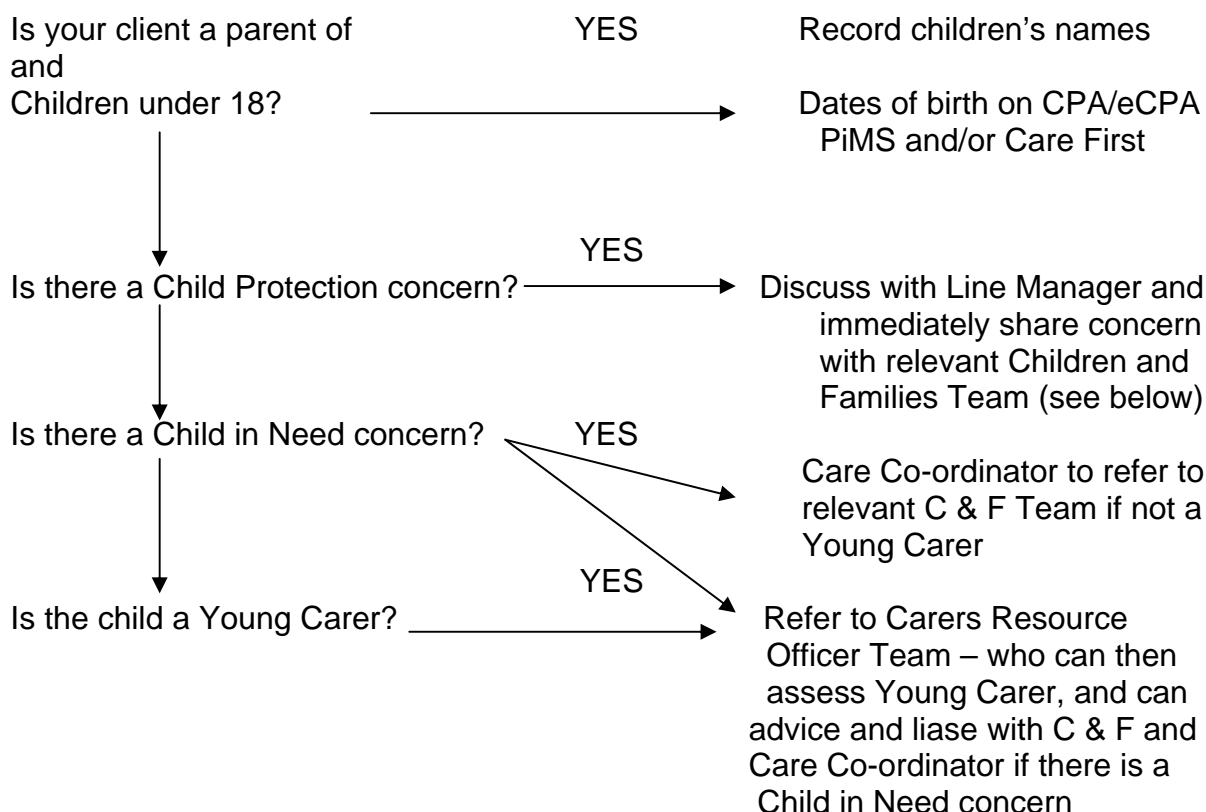 Is your client a parent of
and
Children under 18?
YES
Record children’s names
Dates of birth on CPA/eCPA
PiMS and/or Care First
Is there a Child Protection concern?
YES
Discuss with Line Manager and
immediately share concern
with relevant Children and
Families Team (see below)
Is there a Child in Need concern?
YES
Care Co-ordinator to refer to
relevant C & F Team if not a
Young Carer
Is the child a Young Carer?
YES
Refer to Carers Resource
Officer Team – who can then
assess Young Carer, and can
advice and liase with C & F and
Care Co-ordinator if there is a
Child in Need concern